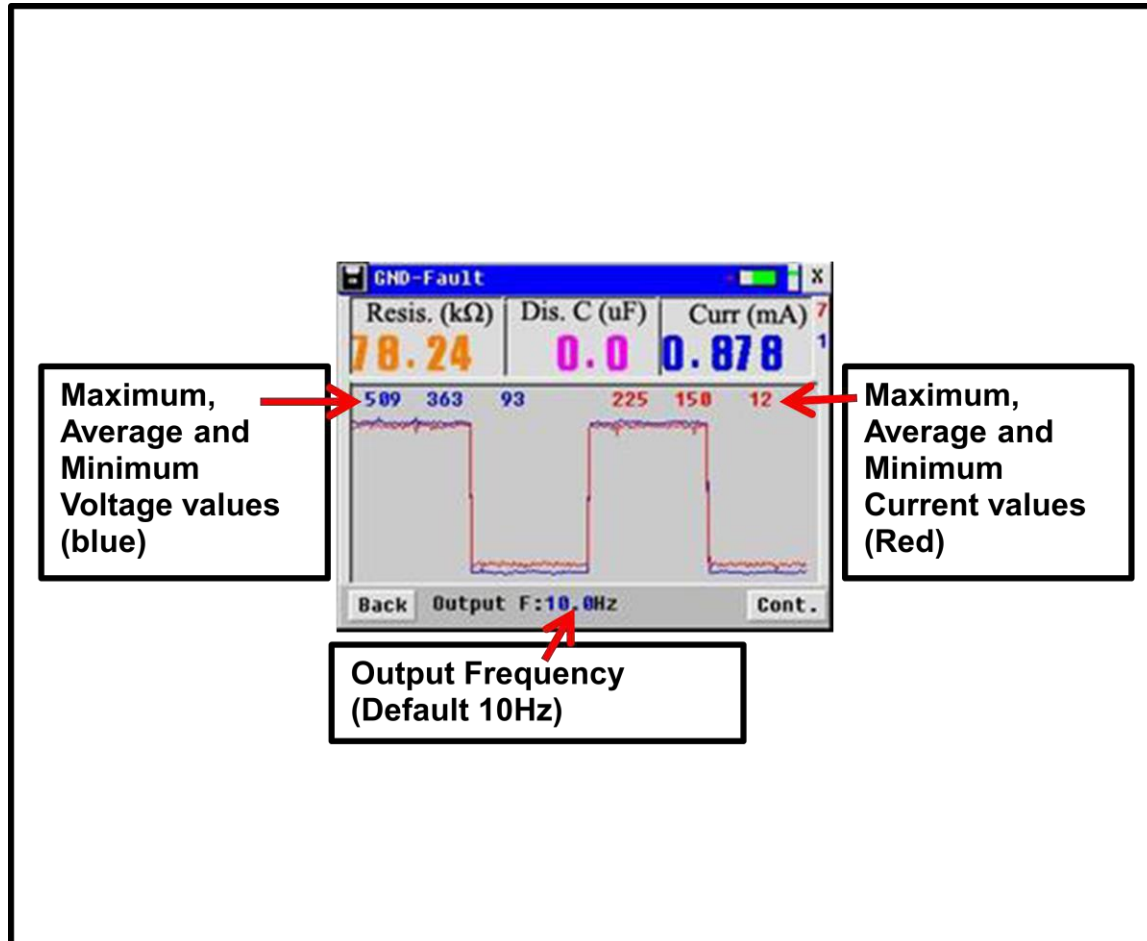 GND-Fault X
Resis. (kΩ) Dis. C (uF) Curr (mA) 7
78.24 0.0 0.878 1
509 363 93 225 150 12
Maximum,
Average and
Minimum
Voltage values
(blue)
Maximum,
Average and
Minimum
Current values
(Red)
Back Output F:10.0Hz Cont.
Output Frequency
(Default 10Hz)